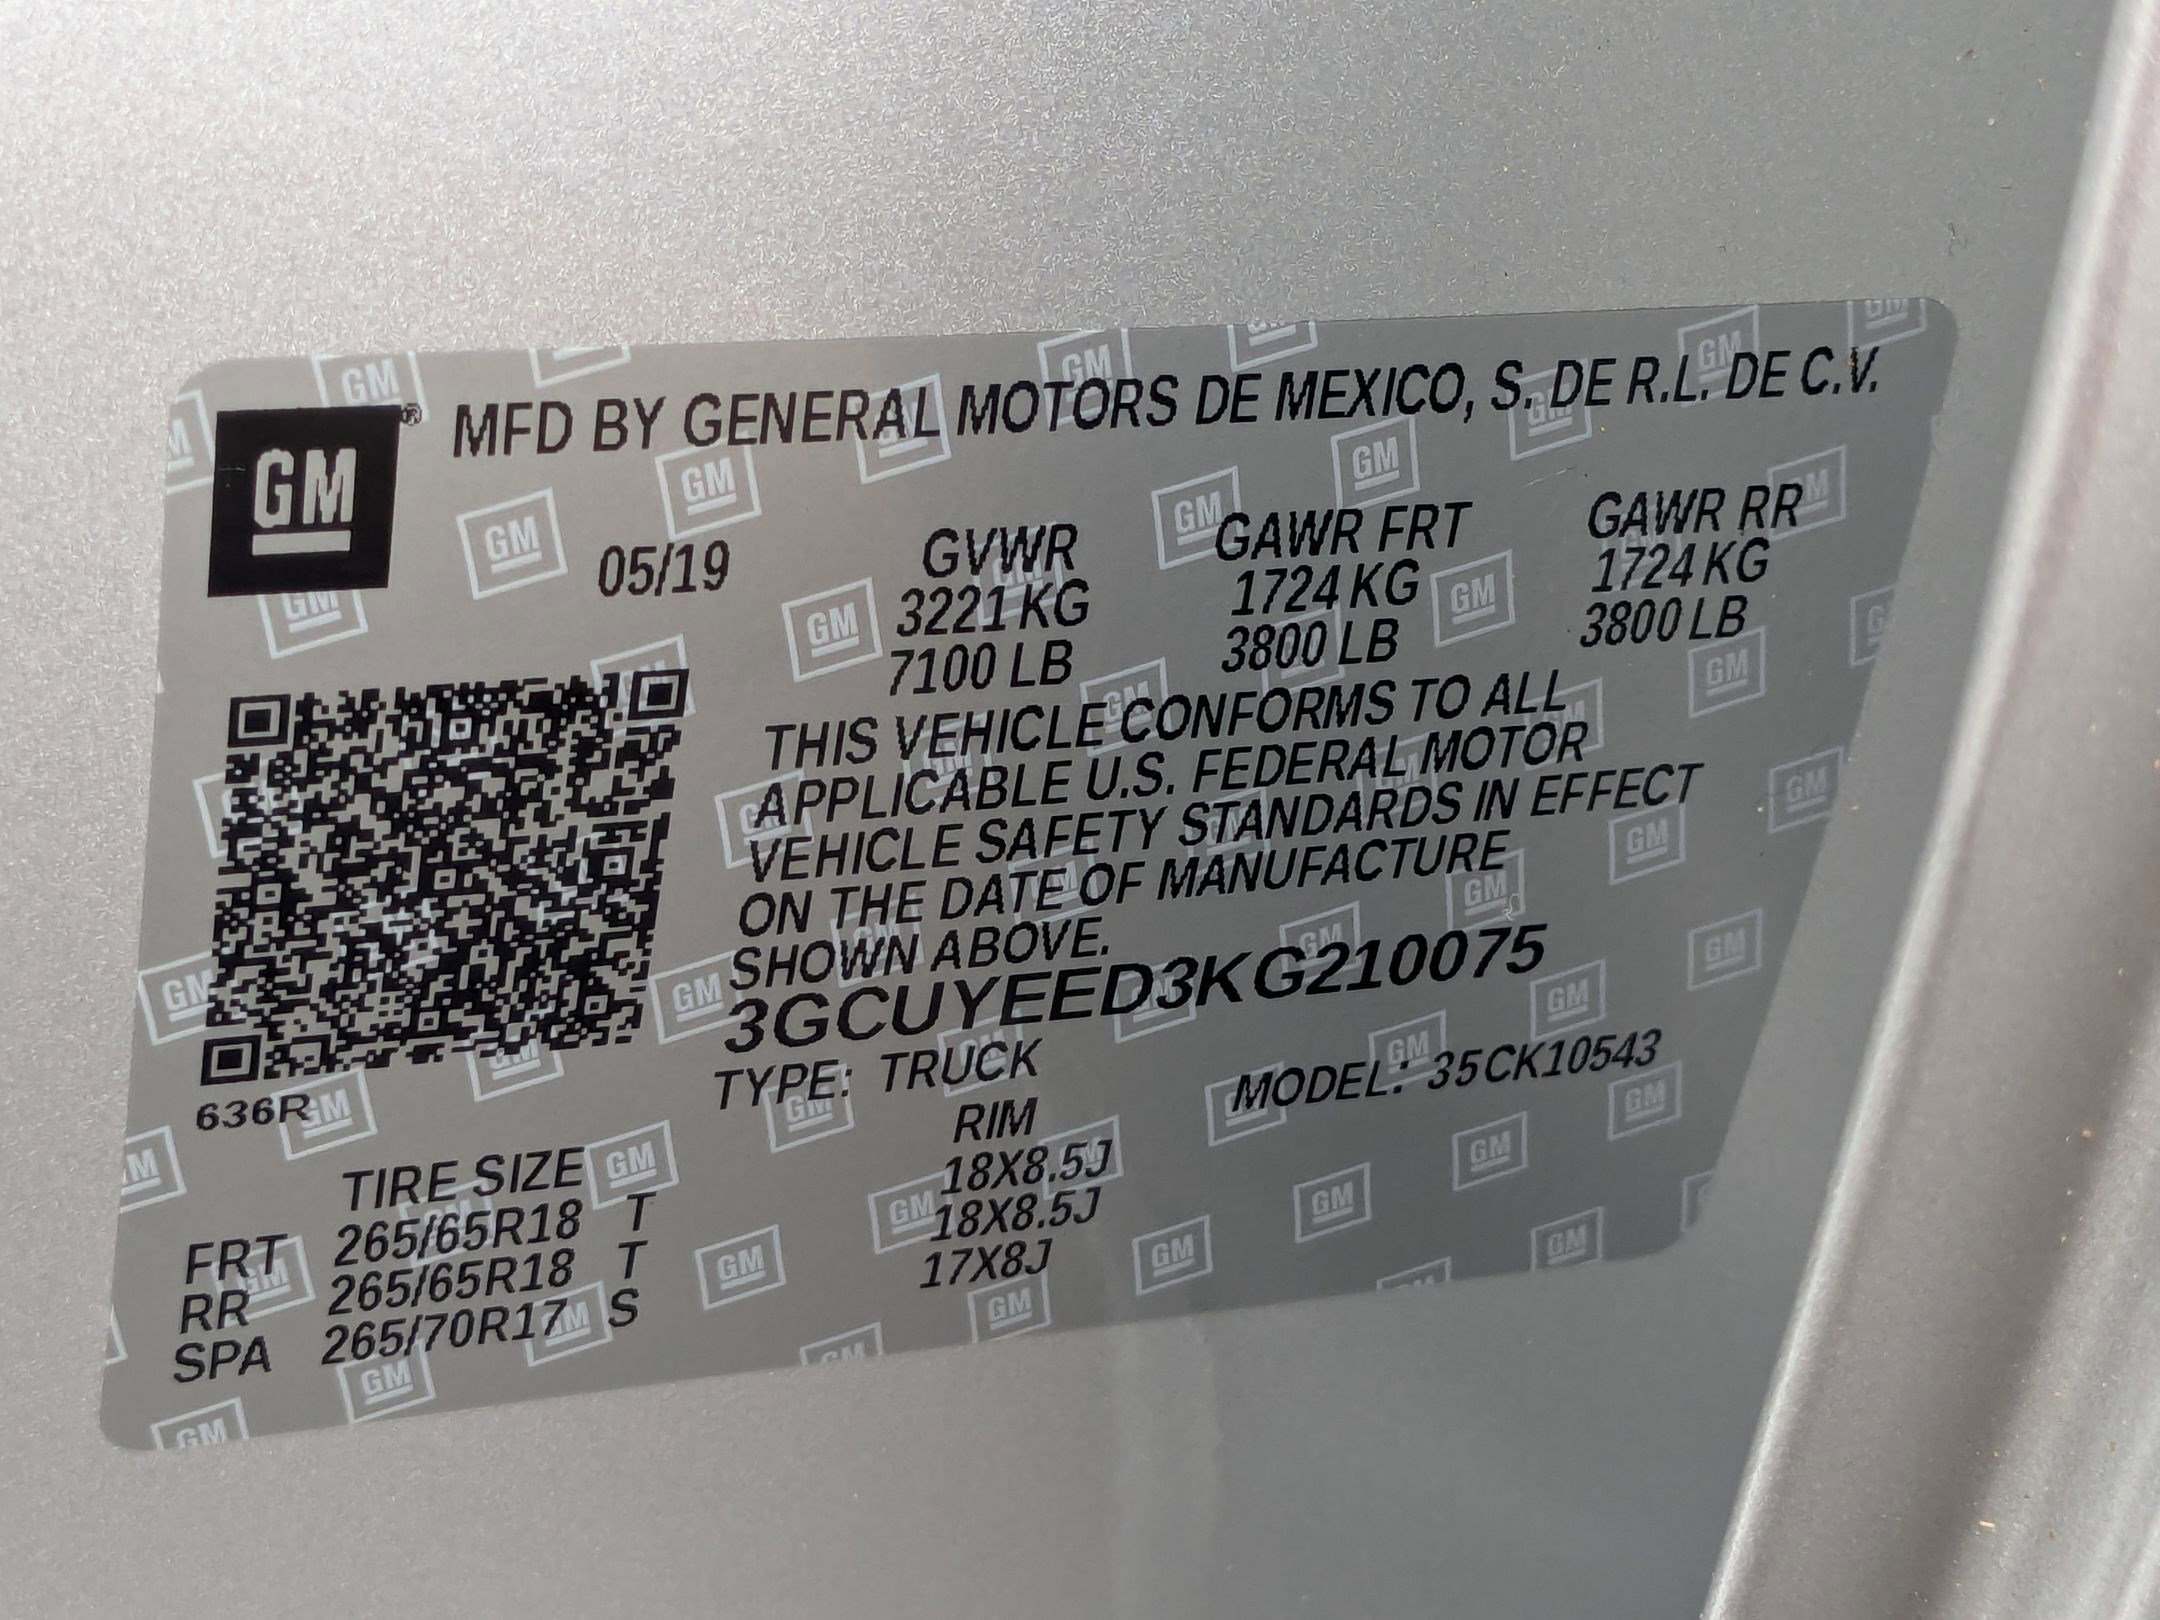 GM ® MFD BY GENERAL MOTORS DE MEXICO, S. DE R.L. DE C.V.
05/19 GVWR GAWR FRT GAWR RR
3221 KG 1724 KG 1724 KG
7100 LB 3800 LB 3800 LB
THIS VEHICLE CONFORMS TO ALL
APPLICABLE U.S. FEDERAL MOTOR
VEHICLE SAFETY STANDARDS IN EFFECT
ON THE DATE OF MANUFACTURE
SHOWN ABOVE.
3GCUYEED3KG210075
TYPE: TRUCK MODEL: 35CK10543
636R
TIRE SIZE RIM
FRT 265/65R18 T 18X8.5J
RR 265/65R18 T 18X8.5J
SPA 265/70R17 S 17X8J